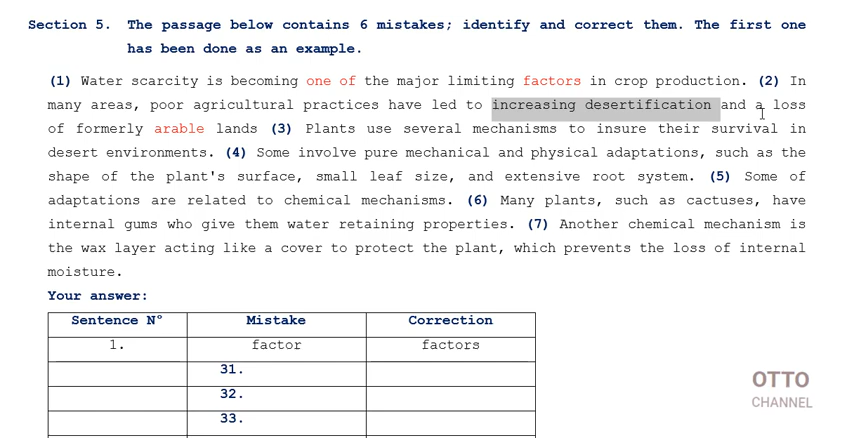 Section 5. The passage below contains 6 mistakes; identify and correct them. The first one
has been done as an example.
(1) Water scarcity is becoming one of the major limiting factors in crop production. (2) In
many areas, poor agricultural practices have led to increasing desertification and a loss
of formerly arable lands (3) Plants use several mechanisms to insure their survival in
desert environments. (4) Some involve pure mechanical and physical adaptations, such as the
shape of the plant's surface, small leaf size, and extensive root system. (5) Some of
adaptations are related to chemical mechanisms. (6) Many plants, such as cactuses, have
internal gums who give them water retaining properties. (7) Another chemical mechanism is
the wax layer acting like a cover to protect the plant, which prevents the loss of internal
moisture.
Your answer:
Sentence N° Mistake Correction
1. factor factors
31.
32.
33.
OTTO
CHANNEL